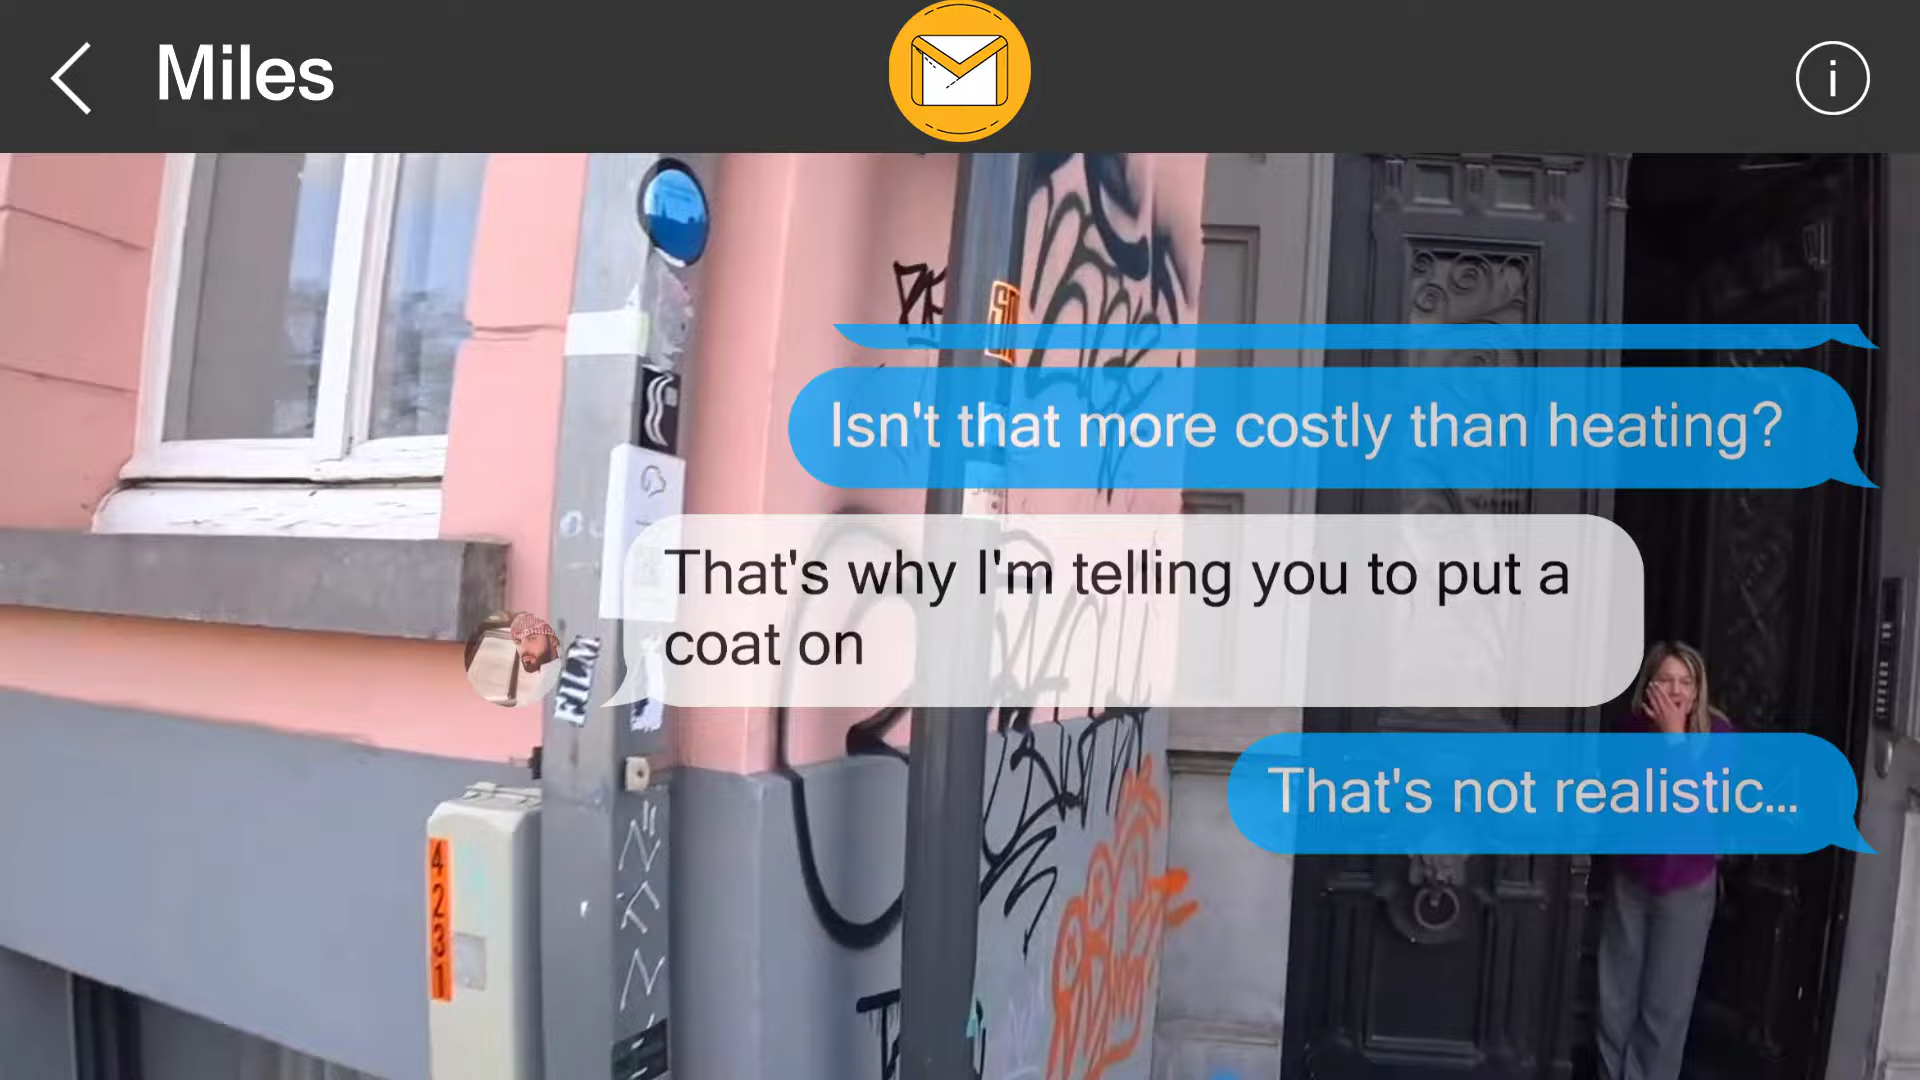 Miles
Isn't that more costly than heating?
That's why I'm telling you to put a
coat on
That's not realistic...
FILM
4231